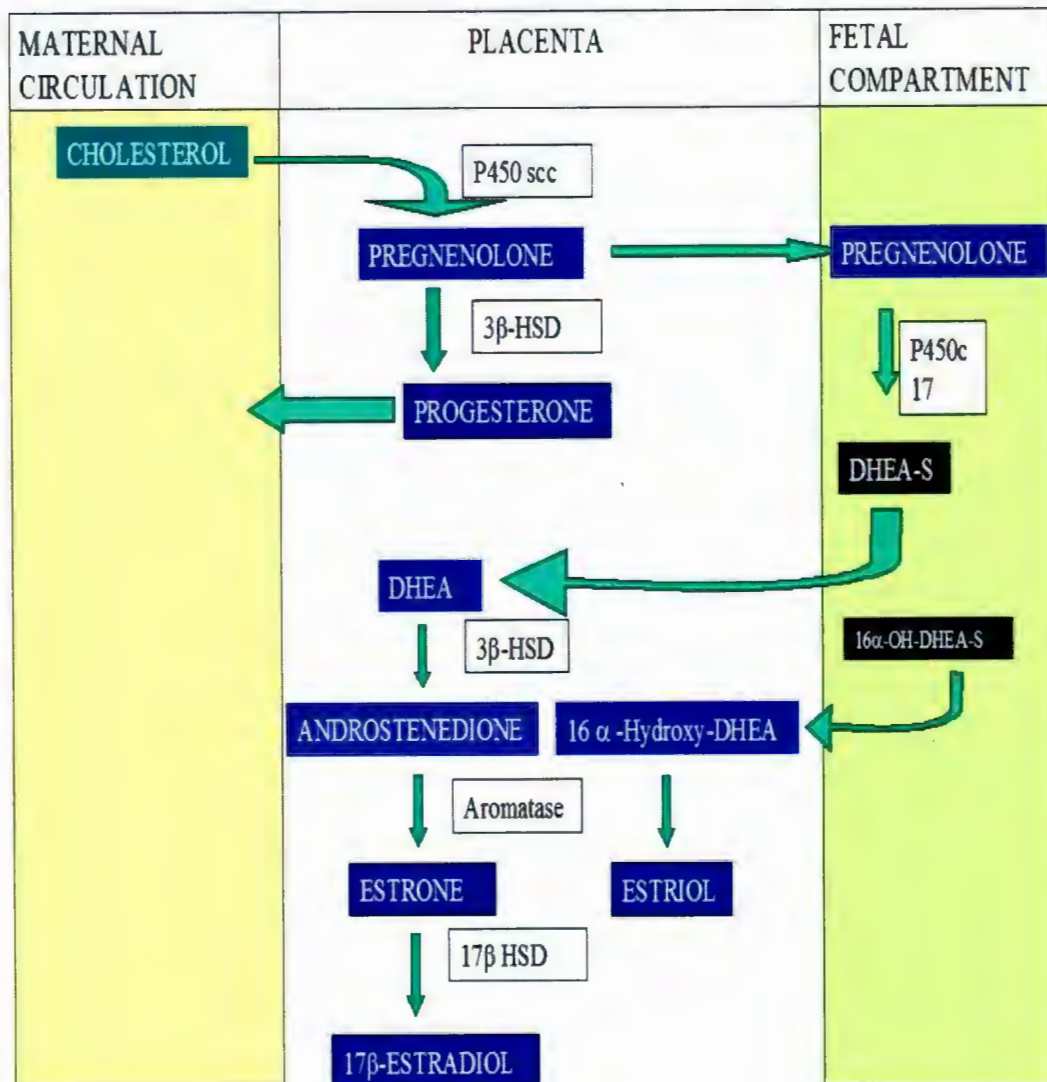 MATERNAL
CIRCULATION
PLACENTA
FETAL
COMPARTMENT
CHOLESTEROL
P450 scc
PREGNENOLONE
PREGNENOLONE
3β-HSD
P450c
17
PROGESTERONE
DHEA-S
DHEA
3β-HSD
16α-OH-DHEA-S
ANDROSTENEDIONE
16 α -Hydroxy-DHEA
Aromatase
ESTRONE
ESTRIOL
17β HSD
17β-ESTRADIOL